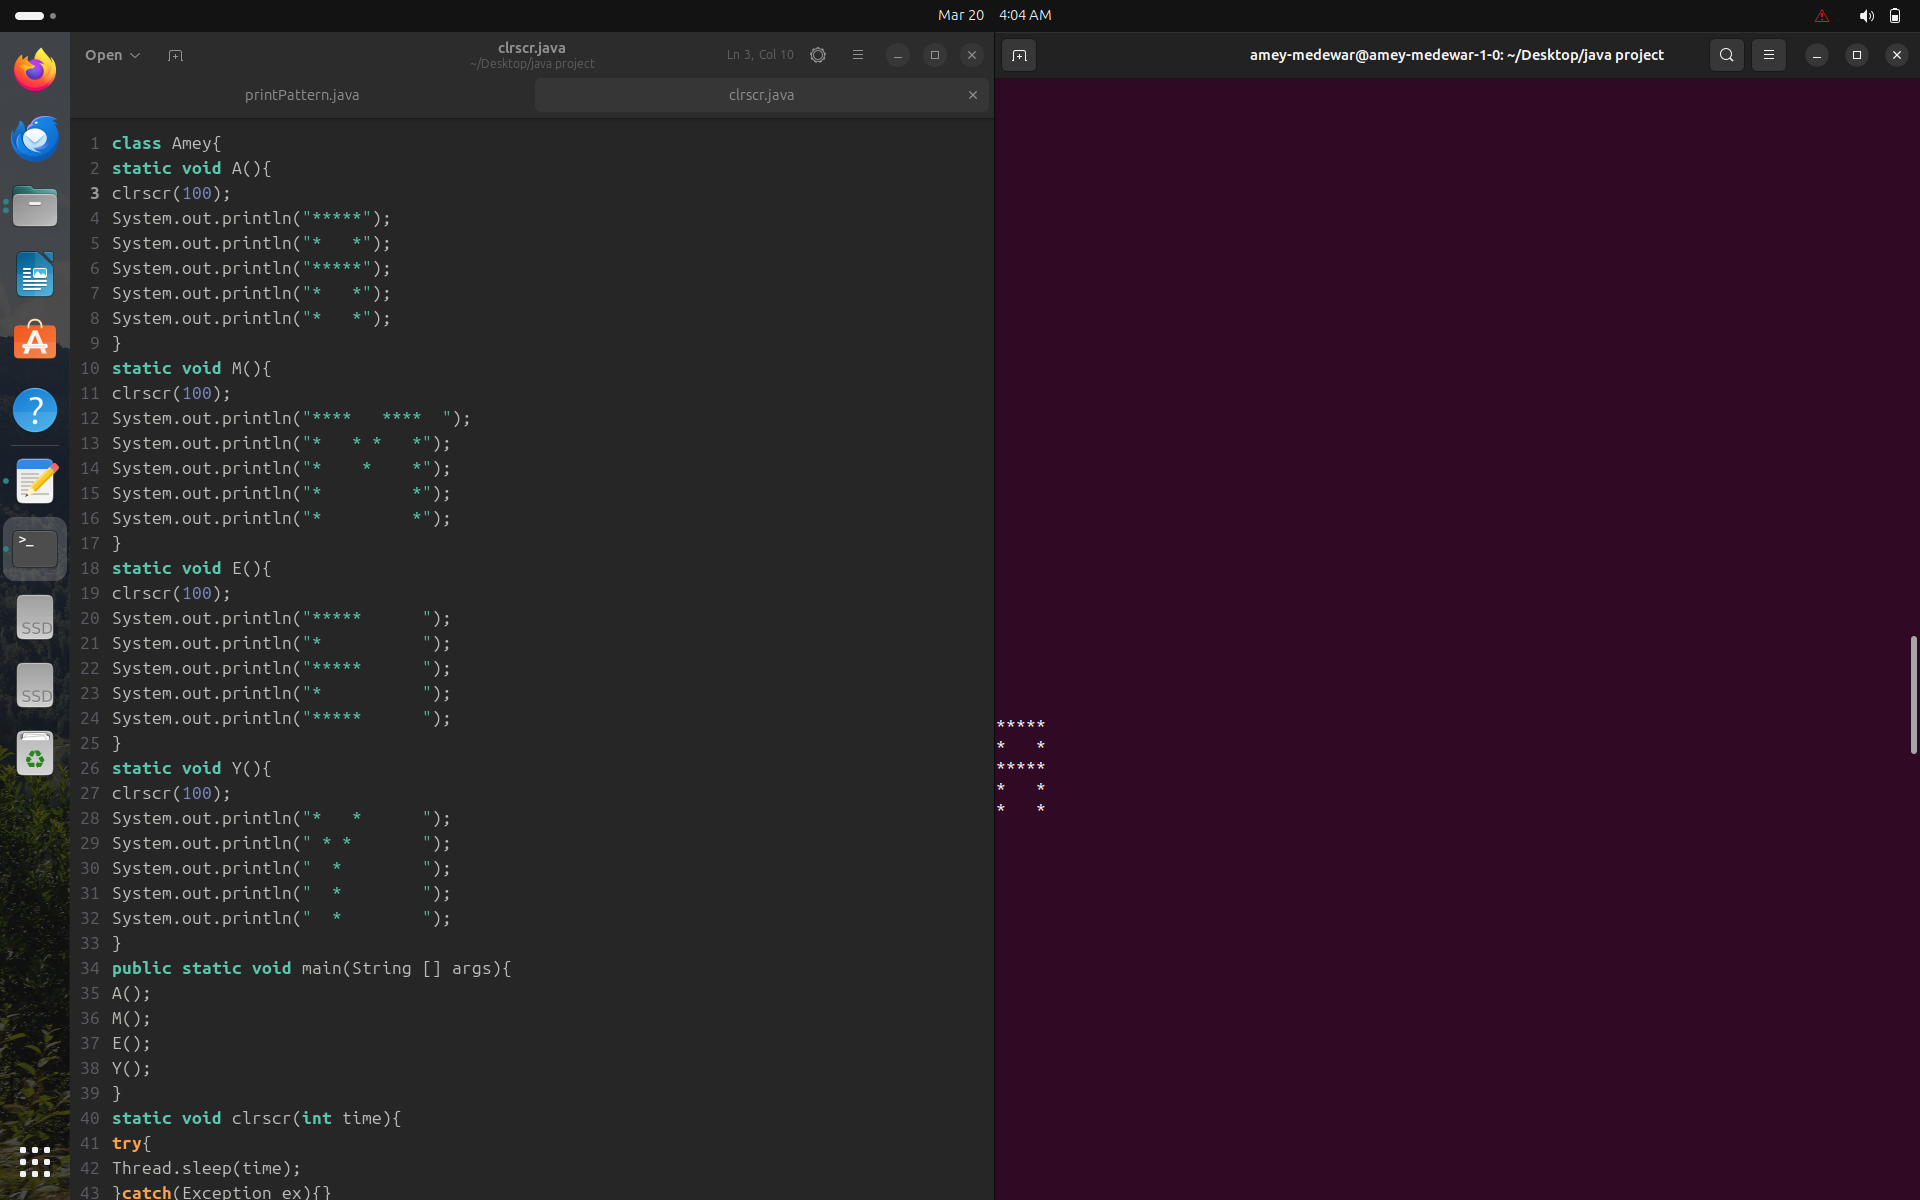 Mar 20 4:04 AM
Open
clrscr.java
~/Desktop/java project
Ln 3, Col 10
amey-medewar@amey-medewar-1-0: ~/Desktop/java project
printPattern.java
clrscr.java
1 class Amey{
2 static void A(){
3 clrscr(100);
4 System.out.println("*****");
5 System.out.println("*   *");
6 System.out.println("*****");
7 System.out.println("*   *");
8 System.out.println("*   *");
9 }
10 static void M(){
11 clrscr(100);
12 System.out.println("****   ****  ");
13 System.out.println("*   * *   *");
14 System.out.println("*    *    *");
15 System.out.println("*         *");
16 System.out.println("*         *");
17 }
18 static void E(){
19 clrscr(100);
20 System.out.println("*****      ");
21 System.out.println("*          ");
22 System.out.println("*****      ");
23 System.out.println("*          ");
24 System.out.println("*****      ");
25 }
26 static void Y(){
27 clrscr(100);
28 System.out.println("*   *      ");
29 System.out.println(" * *       ");
30 System.out.println("  *        ");
31 System.out.println("  *        ");
32 System.out.println("  *        ");
33 }
34 public static void main(String [] args){
35 A();
36 M();
37 E();
38 Y();
39 }
40 static void clrscr(int time){
41 try{
42 Thread.sleep(time);
43 }catch(Exception ex){}
*****
*   *
*****
*   *
*   *
SSD
SSD